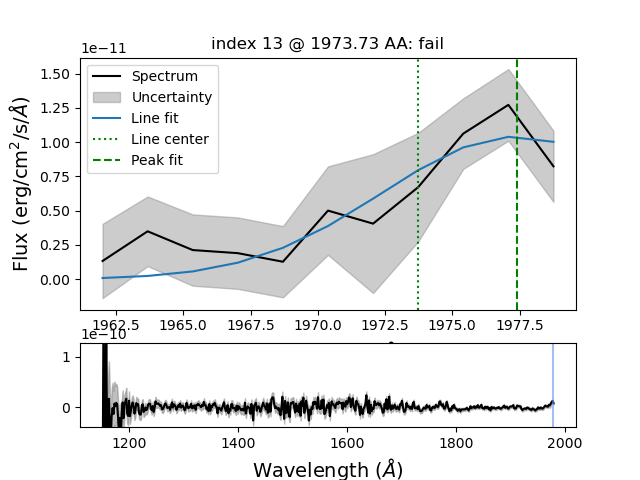 index 13 @ 1973.73 AA: fail
1e−11
Flux (erg/cm²/s/Å)
1.50
1.25
1.00
0.75
0.50
0.25
0.00
Spectrum
Uncertainty
Line fit
Line center
Peak fit
1962.5 1965.0 1967.5 1970.0 1972.5 1975.0 1977.5
1e−10
1
0
1200 1400 1600 1800 2000
Wavelength (Å)